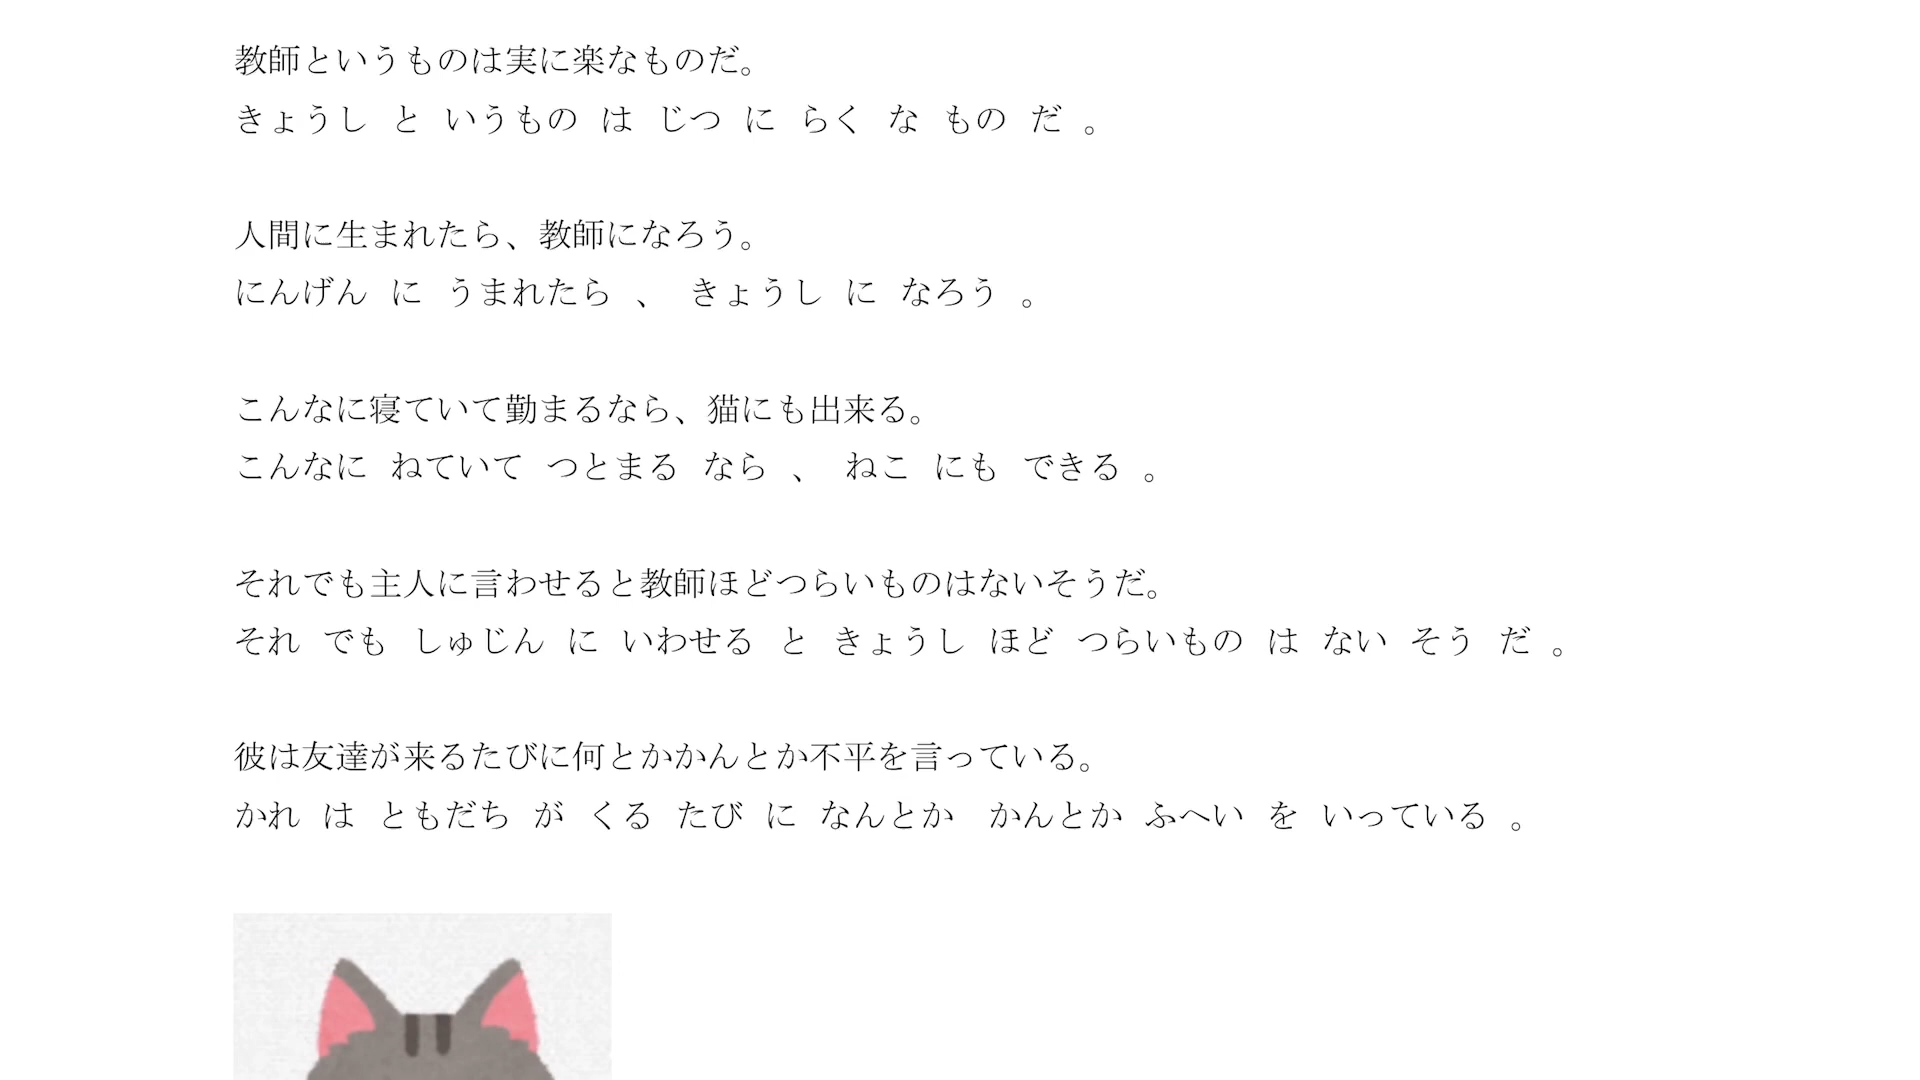 教師というものは実に楽なものだ。
きょうし と いうもの は じつ に らく な もの だ 。
人間に生まれたら、教師になろう。
にんげん に うまれたら 、 きょうし に なろう 。
こんなに寝ていて勤まるなら、猫にも出来る。
こんなに ねていて つとまる なら 、 ねこ にも できる 。
それでも主人に言わせると教師ほどつらいものはないそうだ。
それ でも しゅじん に いわせる と きょうし ほど つらいもの は ない そう だ 。
彼は友達が来るたびに何とかかんとか不平を言っている。
かれ は ともだち が くる たび に なんとか かんとか ふへい を いっている 。